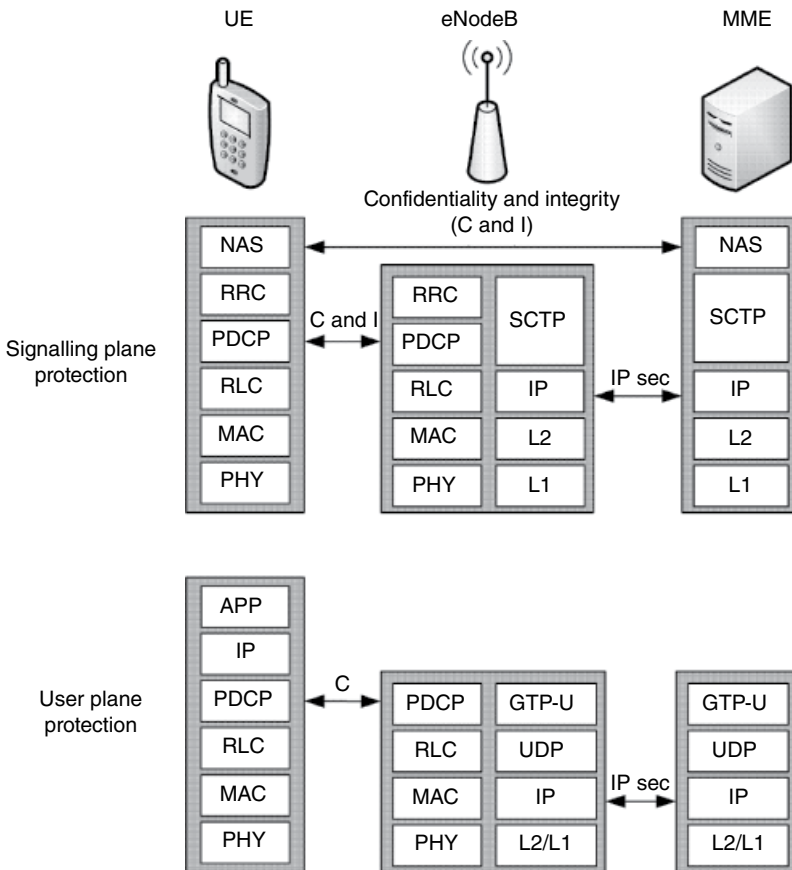 UE eNodeB MME
Confidentiality and integrity
(C and I)
NAS NAS
RRC RRC SCTP SCTP
C and I
PDCP PDCP
Signalling plane
protection
RLC RLC IP IP sec IP
MAC MAC L2 L2
PHY PHY L1 L1
APP
IP
C
PDCP PDCP GTP-U GTP-U
User plane
protection
RLC RLC UDP UDP
MAC MAC IP IP sec IP
PHY PHY L2/L1 L2/L1